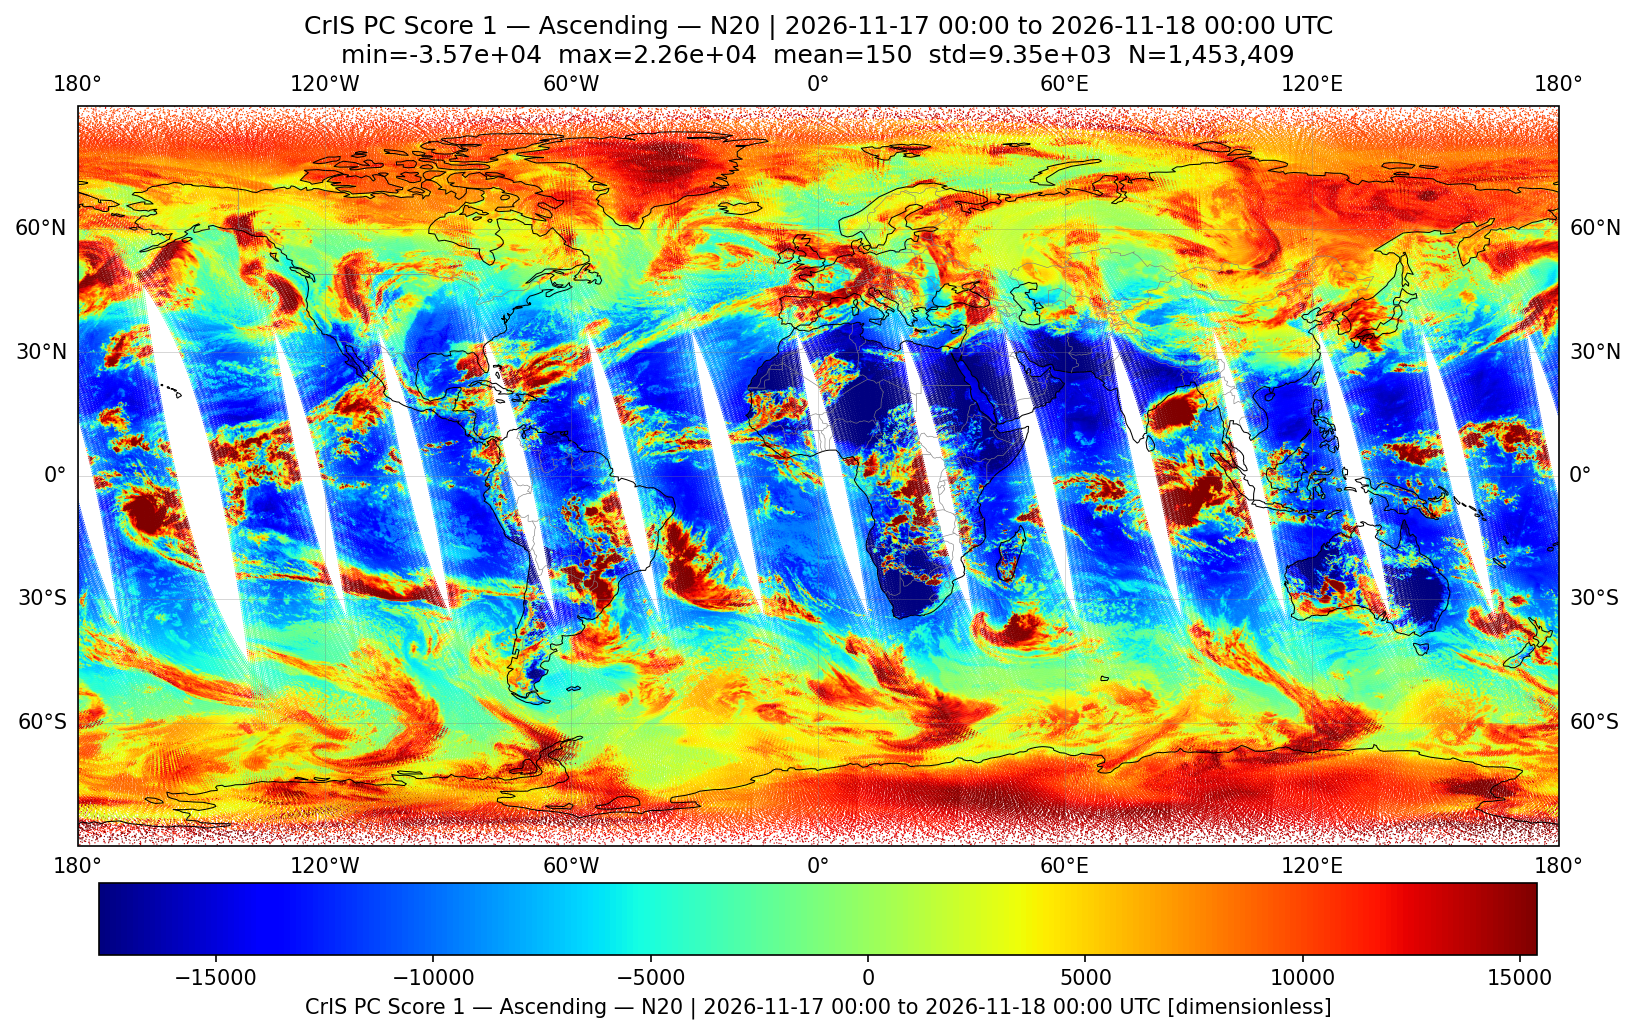 CrIS PC Score 1 — Ascending — N20 | 2026-11-17 00:00 to 2026-11-18 00:00 UTC
min=-3.57e+04 max=2.26e+04 mean=150 std=9.35e+03 N=1,453,409
180° 120°W 60°W 0° 60°E 120°E 180°
60°N 60°N
30°N 30°N
0° 0°
30°S 30°S
60°S 60°S
180° 120°W 60°W 0° 60°E 120°E 180°
−15000 −10000 −5000 0 5000 10000 15000
CrIS PC Score 1 — Ascending — N20 | 2026-11-17 00:00 to 2026-11-18 00:00 UTC [dimensionless]